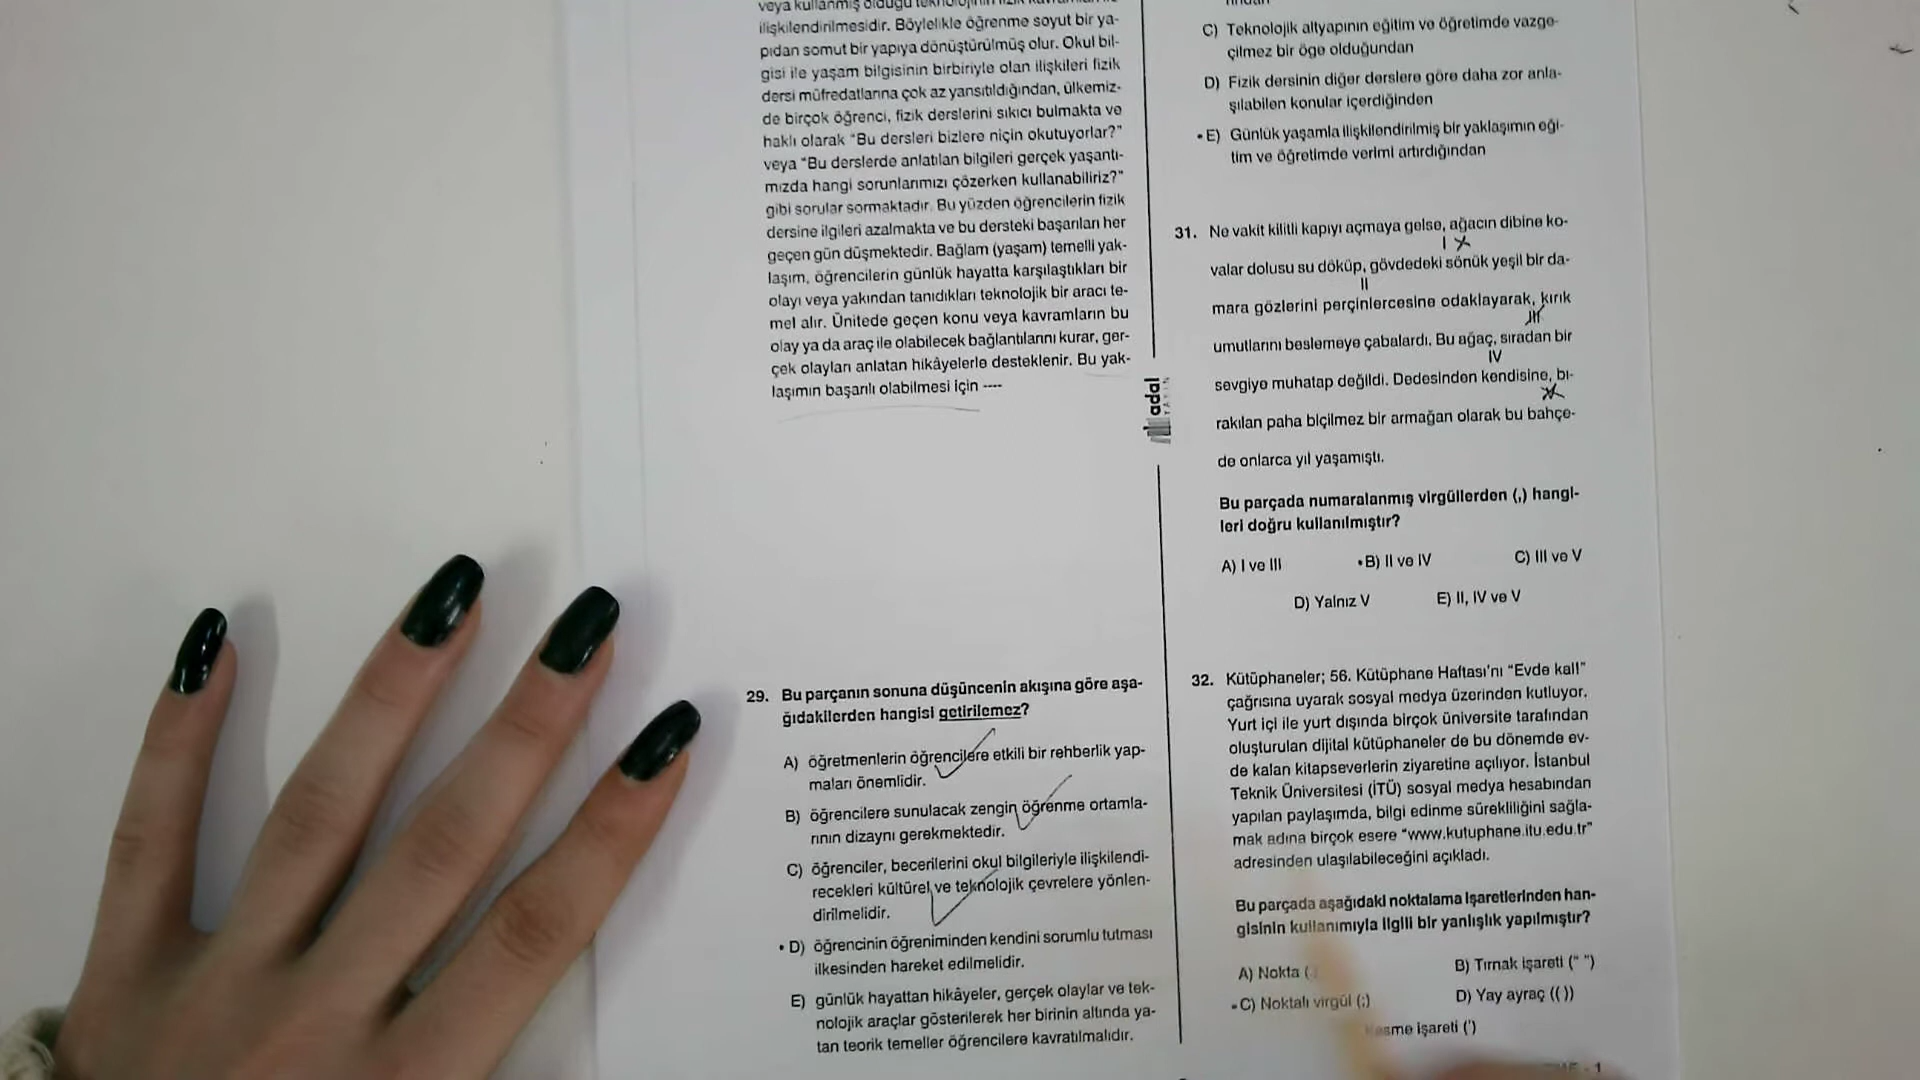 veya kullanmış olduğu teknolojinin fizik
ilişkilendirilmesidir. Böylelikle öğrenme soyut bir ya-
pıdan somut bir yapıya dönüştürülmüş olur. Okul bil-
gisi ile yaşam bilgisinin birbiriyle olan ilişkileri fizik
dersi müfredatlarına çok az yansıtıldığından, ülkemiz-
de birçok öğrenci, fizik derslerini sıkıcı bulmakta ve
haklı olarak “Bu dersleri bizlere niçin okutuyorlar?”
veya “Bu derslerde anlatılan bilgileri gerçek yaşantı-
mızda hangi sorunlarımızı çözerken kullanabiliriz?”
gibi sorular sormaktadır. Bu yüzden öğrencilerin fizik
dersine ilgileri azalmakta ve bu dersteki başarıları her
geçen gün düşmektedir. Bağlam (yaşam) temelli yak-
laşım, öğrencilerin günlük hayatta karşılaştıkları bir
olayı veya yakından tanıdıkları teknolojik bir aracı te-
mel alır. Ünitede geçen konu veya kavramların bu
olay ya da araç ile olabilecek bağlantılarını kurar, ger-
çek olayları anlatan hikâyelerle desteklenir. Bu yak-
laşımın başarılı olabilmesi için ----
29. Bu parçanın sonuna düşüncenin akışına göre aşa-
ğıdakilerden hangisi getirilemez?
A) öğretmenlerin öğrencilere etkili bir rehberlik yap-
maları önemlidir.
B) öğrencilere sunulacak zengin öğrenme ortamla-
rının dizaynı gerekmektedir.
C) öğrenciler, becerilerini okul bilgileriyle ilişkilendi-
recekleri kültürel ve teknolojik çevrelere yönlen-
dirilmelidir.
• D) öğrencinin öğreniminden kendini sorumlu tutması
ilkesinden hareket edilmelidir.
E) günlük hayattan hikâyeler, gerçek olaylar ve tek-
nolojik araçlar gösterilerek her birinin altında ya-
tan teorik temeller öğrencilere kavratılmalıdır.
adal
YAYIN
C) Teknolojik altyapının eğitim ve öğretimde vazge-
çilmez bir öge olduğundan
D) Fizik dersinin diğer derslere göre daha zor anla-
şılabilen konular içerdiğinden
• E) Günlük yaşamla ilişkilendirilmiş bir yaklaşımın eği-
tim ve öğretimde verimi artırdığından
31. Ne vakit kilitli kapıyı açmaya gelse, ağacın dibine ko-
I
valar dolusu su döküp, gövdedeki sönük yeşil bir da-
II
mara gözlerini perçinlercesine odaklayarak, kırık
III
umutlarını beslemeye çabalardı. Bu ağaç, sıradan bir
IV
sevgiye muhatap değildi. Dedesinden kendisine, bı-
V
rakılan paha biçilmez bir armağan olarak bu bahçe-
de onlarca yıl yaşamıştı.
Bu parçada numaralanmış virgüllerden (,) hangi-
leri doğru kullanılmıştır?
A) I ve III • B) II ve IV C) III ve V
D) Yalnız V E) II, IV ve V
32. Kütüphaneler; 56. Kütüphane Haftası’nı “Evde kal!”
çağrısına uyarak sosyal medya üzerinden kutluyor.
Yurt içi ile yurt dışında birçok üniversite tarafından
oluşturulan dijital kütüphaneler de bu dönemde ev-
de kalan kitapseverlerin ziyaretine açılıyor. İstanbul
Teknik Üniversitesi (İTÜ) sosyal medya hesabından
yapılan paylaşımda, bilgi edinme sürekliliğini sağla-
mak adına birçok esere “www.kutuphane.itu.edu.tr”
adresinden ulaşılabileceğini açıkladı.
Bu parçada aşağıdaki noktalama işaretlerinden han-
gisinin kullanımıyla ilgili bir yanlışlık yapılmıştır?
A) Nokta ( B) Tırnak işareti (“ ”)
• C) Noktalı virgül (;) D) Yay ayraç (( ))
işareti (’)